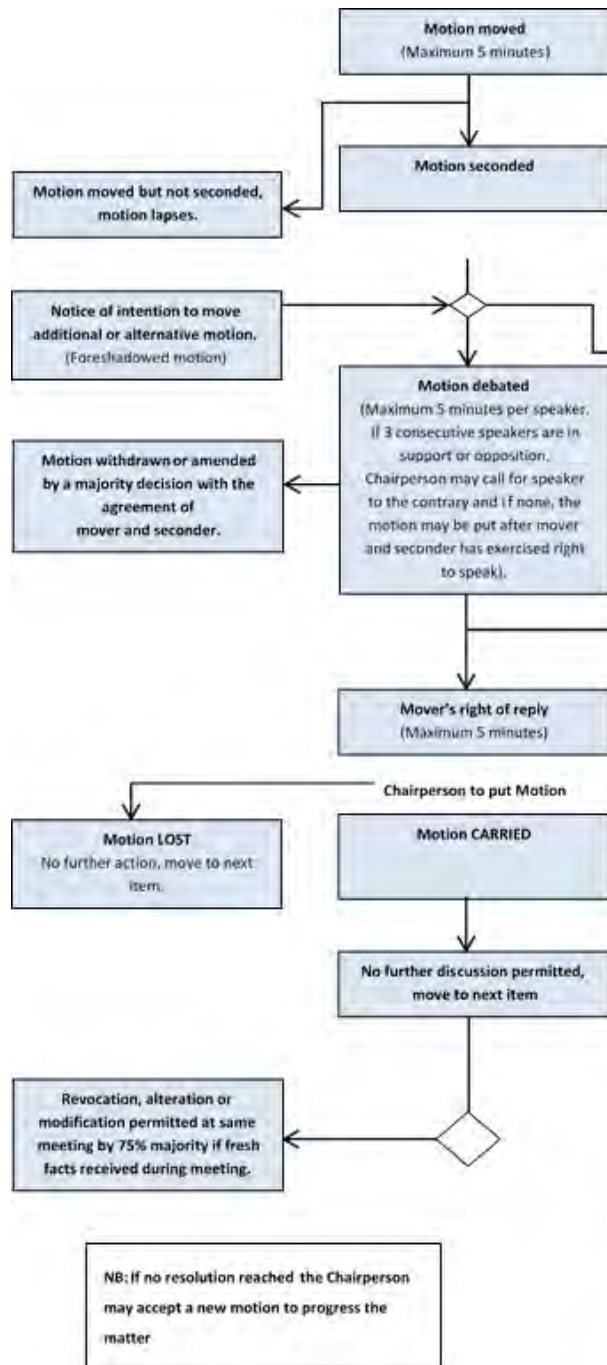 Motion moved
(Maximum 5 minutes)
Motion seconded
Motion moved but not seconded,
motion lapses.
Notice of intention to move
additional or alternative motion.
(Foreshadowed motion)
Motion debated
(Maximum 5 minutes per speaker.
If 3 consecutive speakers are in
support or opposition.
Chairperson may call for speaker
to the contrary and if none, the
motion may be put after mover
and seconder has exercised right
to speak).
Motion withdrawn or amended
by a majority decision with the
agreement of
mover and seconder.
Mover's right of reply
(Maximum 5 minutes)
Chairperson to put Motion
Motion LOST
No further action, move to next
item.
Motion CARRIED
No further discussion permitted,
move to next item
Revocation, alteration or
modification permitted at same
meeting by 75% majority if fresh
facts received during meeting.
NB: If no resolution reached the Chairperson
may accept a new motion to progress the
matter